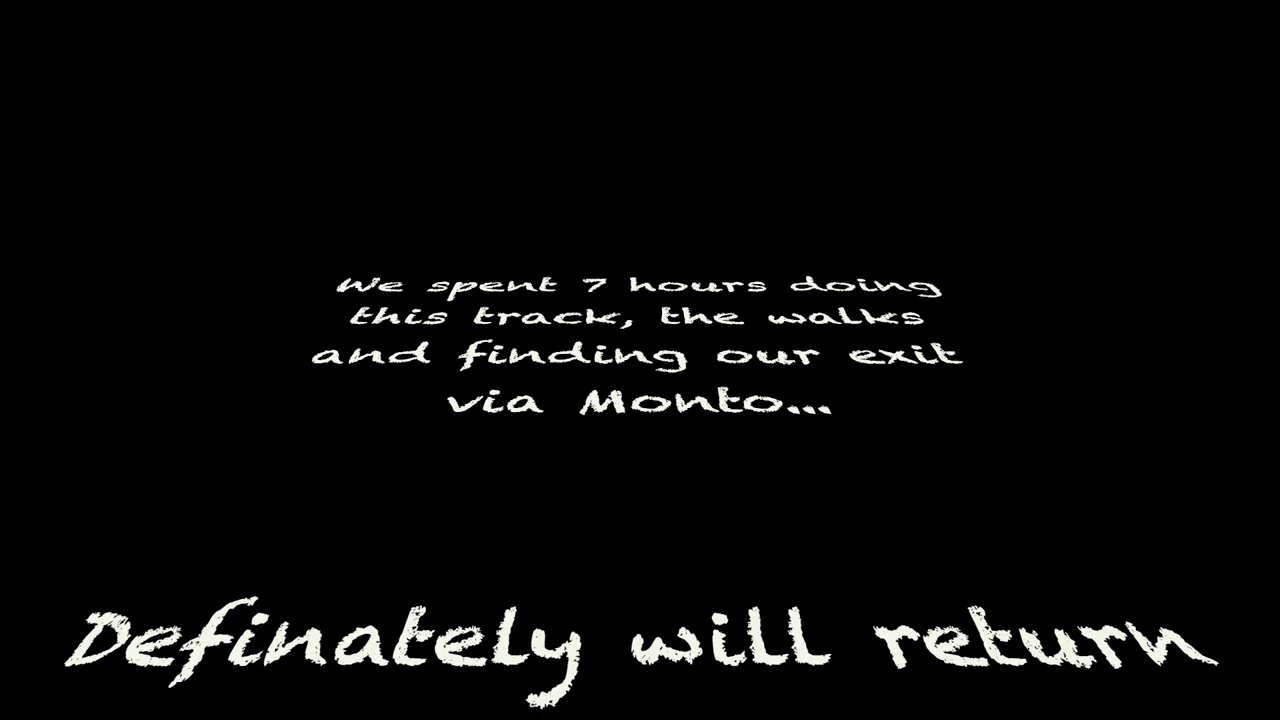 We spent 7 hours doing
this track, the walks
and finding our exit
via Monto...
Definately will return